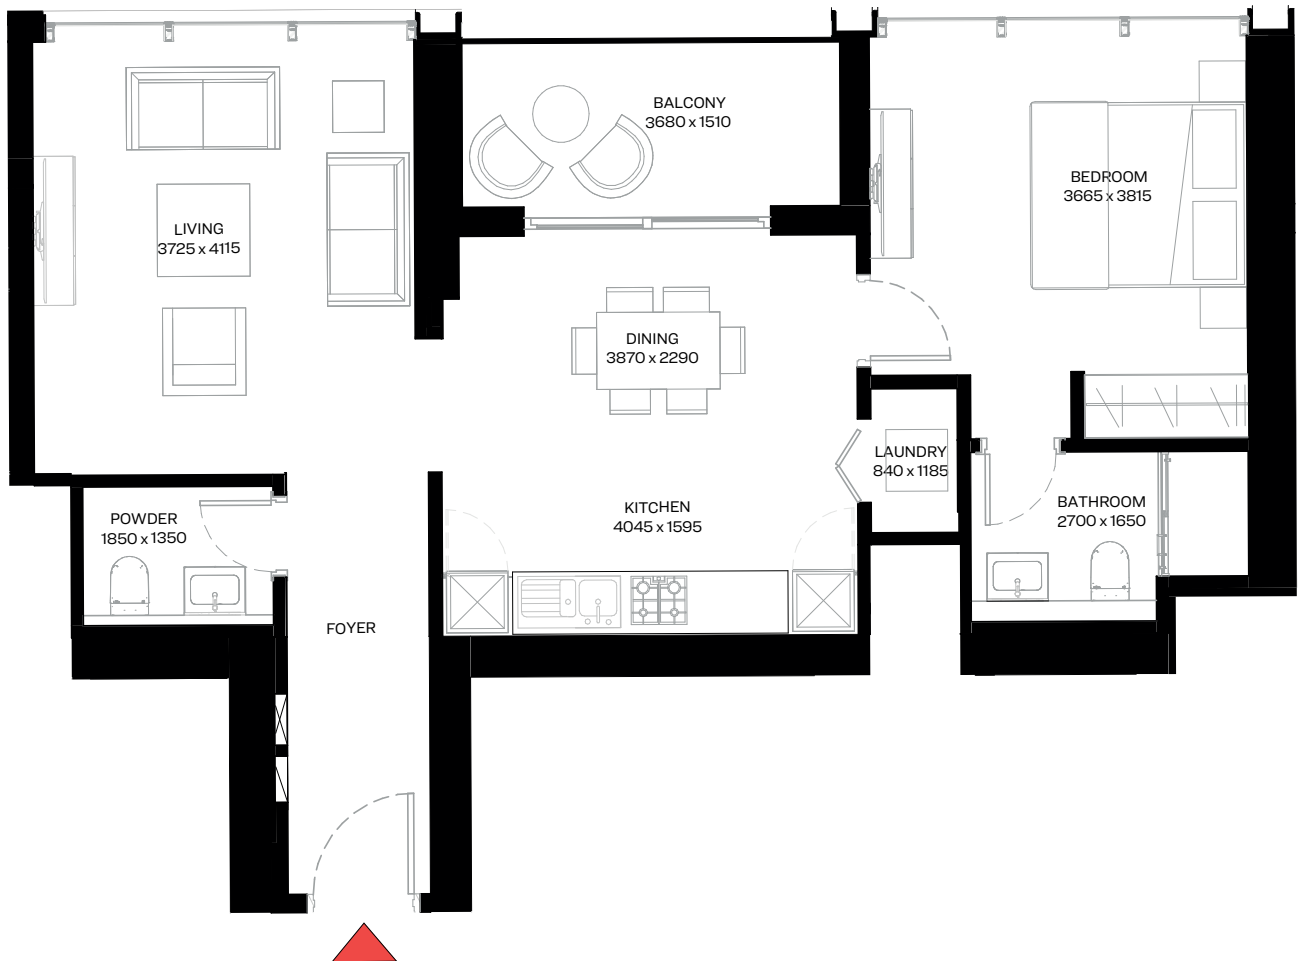 BALCONY
3680 x 1510
BEDROOM
3665 x 3815
LIVING
3725 x 4115
DINING
3870 x 2290
LAUNDRY
840 x 1185
KITCHEN
4045 x 1595
BATHROOM
2700 x 1650
POWDER
1850 x 1350
FOYER